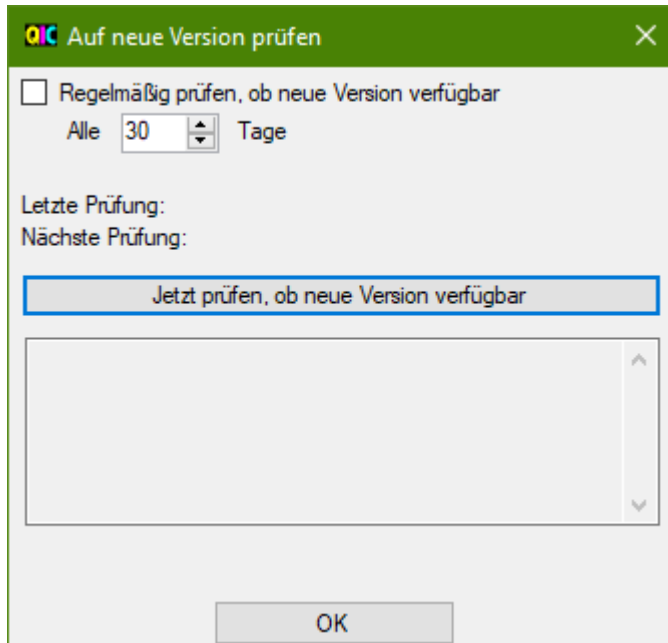 QIC Auf neue Version prüfen
Regelmäßig prüfen, ob neue Version verfügbar
Alle 30 Tage
Letzte Prüfung:
Nächste Prüfung:
Jetzt prüfen, ob neue Version verfügbar
OK